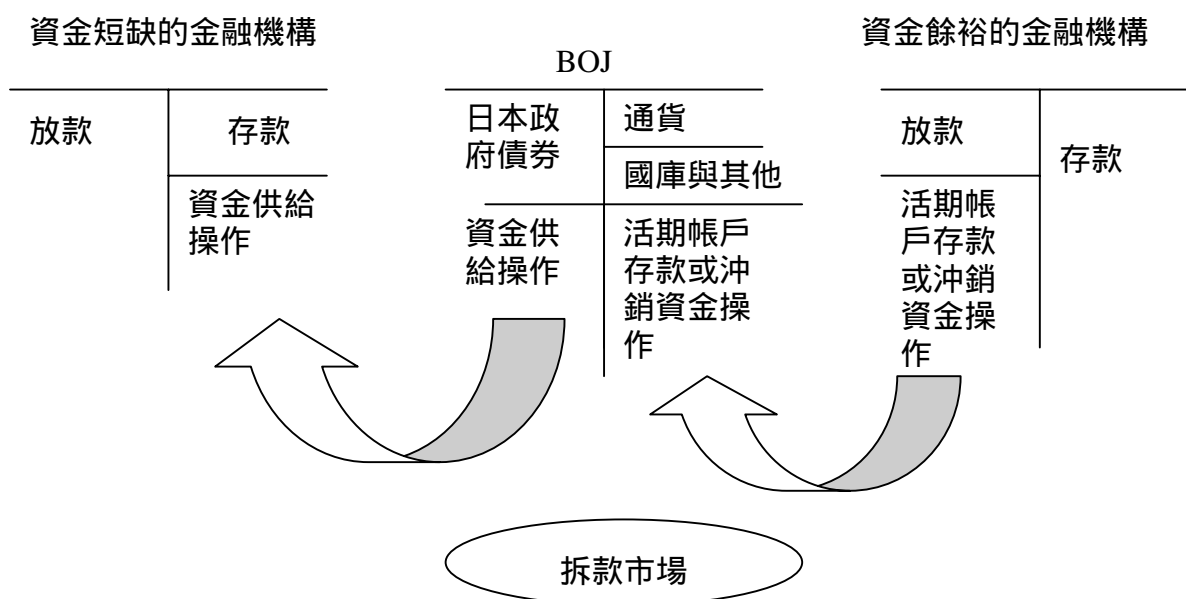 資金短缺的金融機構
BOJ
資金餘裕的金融機構
放款
存款
資金供給
操作
日本政
府債券
通貨
國庫與其他
資金供
給操作
活期帳戶
存款或沖
銷資金操
作
放款
存款
活期帳
戶存款
或沖銷
資金操
作
拆款市場